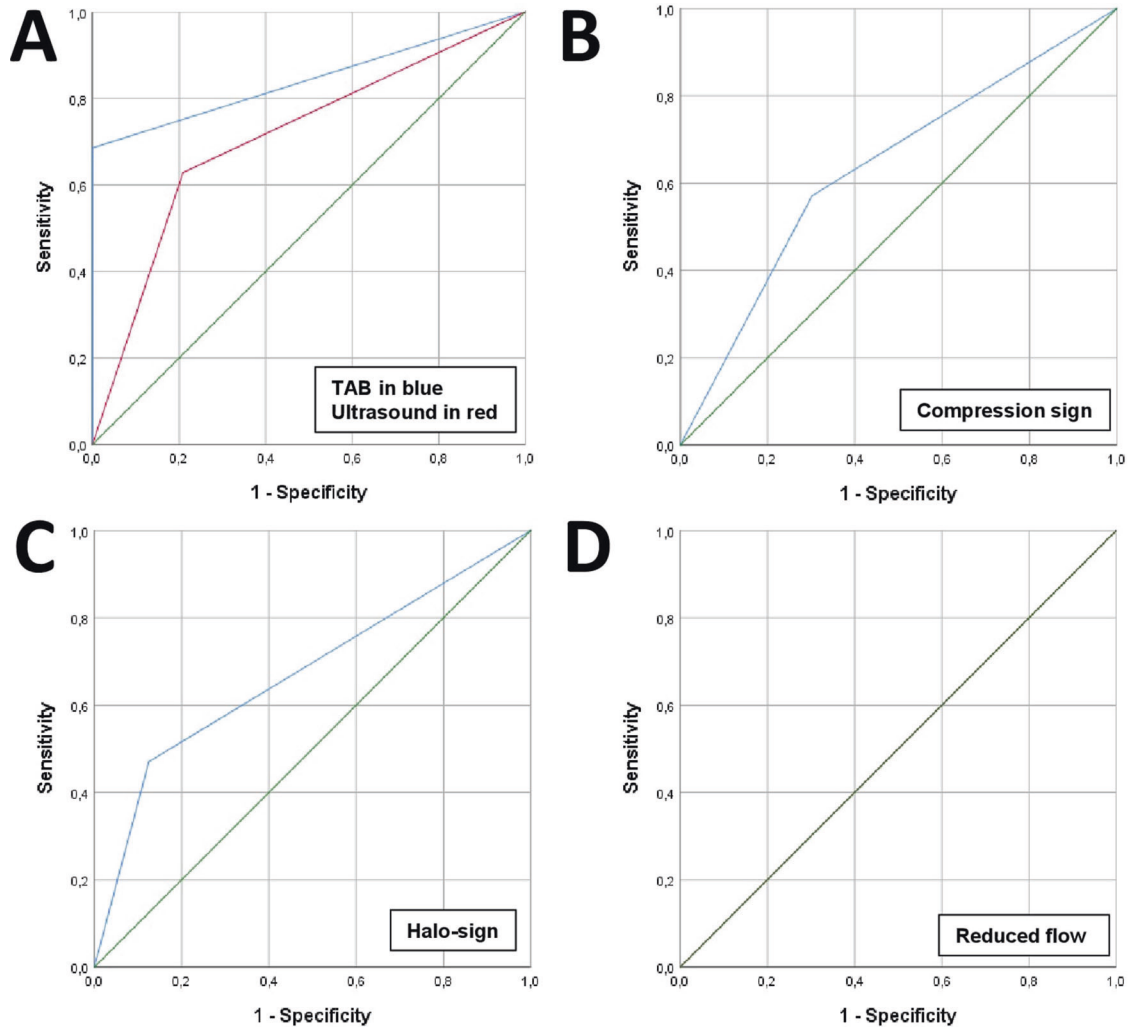 A
1,0
0,8
0,6
0,4
0,2
0,0
Sensitivity
0,0 0,2 0,4 0,6 0,8 1,0
1 - Specificity
TAB in blue
Ultrasound in red
B
1,0
0,8
0,6
0,4
0,2
0,0
Sensitivity
0,0 0,2 0,4 0,6 0,8 1,0
1 - Specificity
Compression sign
C
1,0
0,8
0,6
0,4
0,2
0,0
Sensitivity
0,0 0,2 0,4 0,6 0,8 1,0
1 - Specificity
Halo-sign
D
1,0
0,8
0,6
0,4
0,2
0,0
Sensitivity
0,0 0,2 0,4 0,6 0,8 1,0
1 - Specificity
Reduced flow